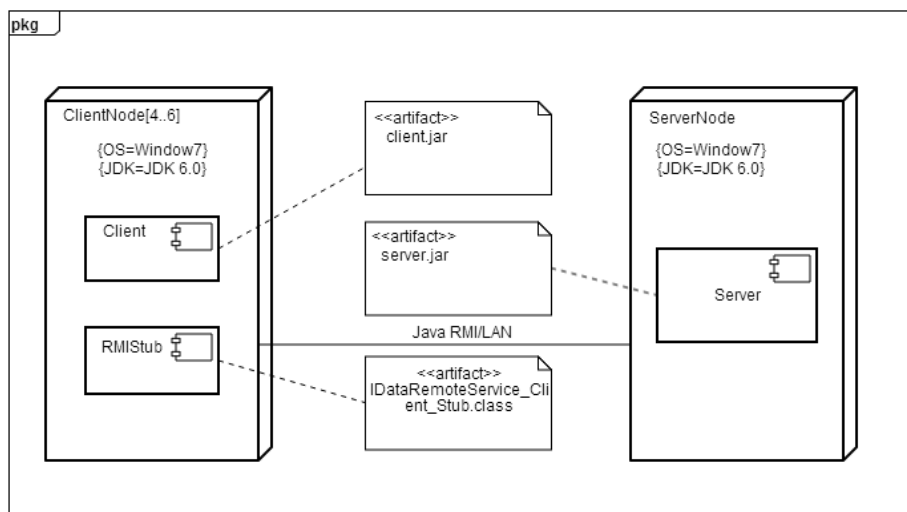 pkg
ClientNode[4..6]
{OS=Window7}
{JDK=JDK 6.0}
Client
RMIStub
<<artifact>>
client.jar
<<artifact>>
server.jar
Java RMI/LAN
<<artifact>>
IDataRemoteService_Cli
ent_Stub.class
ServerNode
{OS=Window7}
{JDK=JDK 6.0}
Server